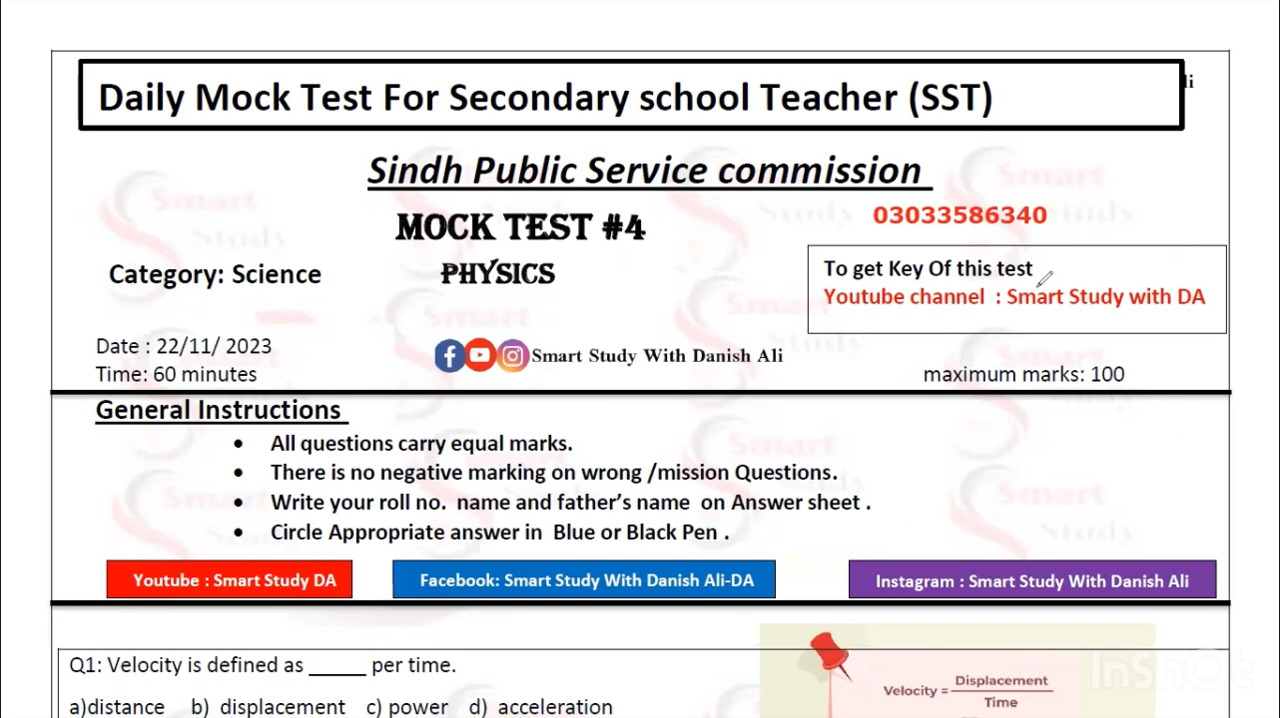 Daily Mock Test For Secondary school Teacher (SST)
li
Sindh Public Service commission
MOCK TEST #4
03033586340
Category: Science
PHYSICS
To get Key Of this test
Youtube channel : Smart Study with DA
Date : 22/11/ 2023
Smart Study With Danish Ali
Time: 60 minutes
maximum marks: 100
General Instructions
• All questions carry equal marks.
• There is no negative marking on wrong /mission Questions.
• Write your roll no. name and father's name on Answer sheet .
• Circle Appropriate answer in Blue or Black Pen .
Youtube : Smart Study DA
Facebook: Smart Study With Danish Ali-DA
Instagram : Smart Study With Danish Ali
Q1: Velocity is defined as _____ per time.
a)distance b) displacement c) power d) acceleration
Velocity = Displacement
Time
InShot